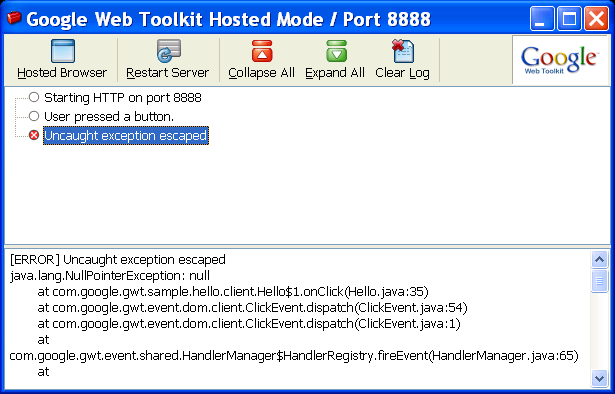 Google Web Toolkit Hosted Mode / Port 8888
Hosted Browser Restart Server Collapse All Expand All Clear Log
Google
Web Toolkit
Starting HTTP on port 8888
User pressed a button.
Uncaught exception escaped
[ERROR] Uncaught exception escaped
java.lang.NullPointerException: null
at com.google.gwt.sample.hello.client.Hello$1.onClick(Hello.java:35)
at com.google.gwt.event.dom.client.ClickEvent.dispatch(ClickEvent.java:54)
at com.google.gwt.event.dom.client.ClickEvent.dispatch(ClickEvent.java:1)
at
com.google.gwt.event.shared.HandlerManager$HandlerRegistry.fireEvent(HandlerManager.java:65)
at